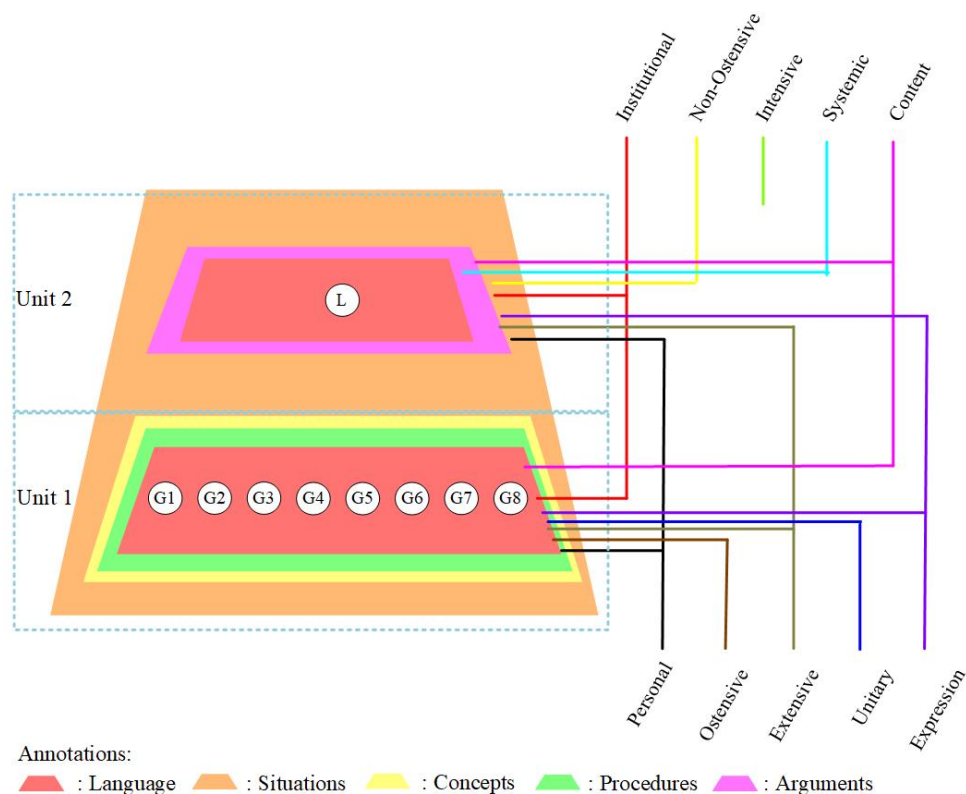 Institutional
Non-Ostensive
Intensive
Systemic
Content
Unit 2
L
Unit 1
G1 G2 G3 G4 G5 G6 G7 G8
Personal
Ostensive
Extensive
Unitary
Expression
Annotations:
: Language : Situations : Concepts : Procedures : Arguments